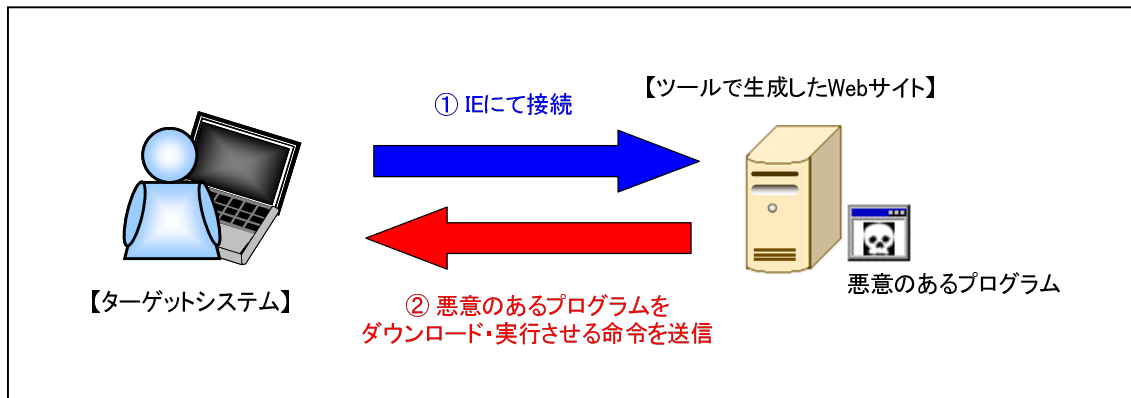 ① IEにて接続
【ツールで生成したWebサイト】
悪意のあるプログラム
【ターゲットシステム】
② 悪意のあるプログラムを
ダウンロード・実行させる命令を送信